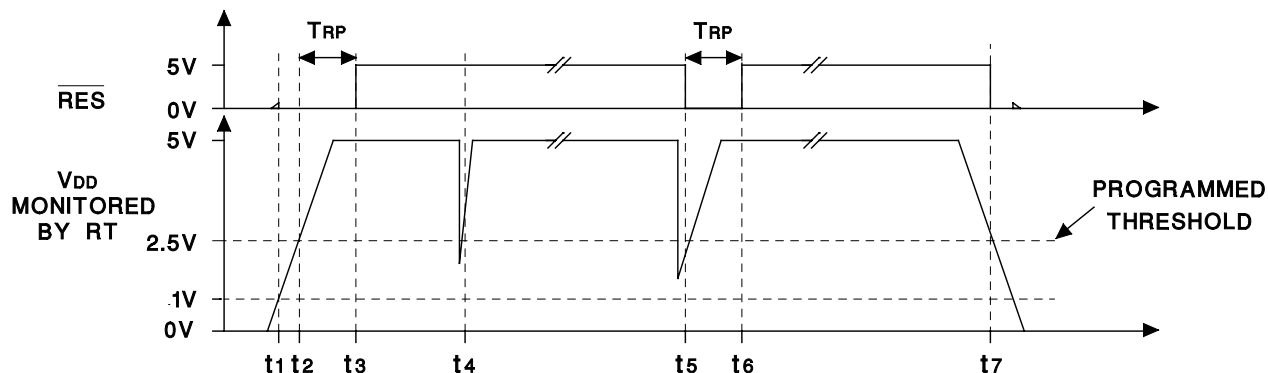 TRP
TRP
5V
RES
0V
5V
VDD
MONITORED
BY RT
PROGRAMMED
THRESHOLD
2.5V
1V
0V
t1 t2 t3 t4 t5 t6 t7